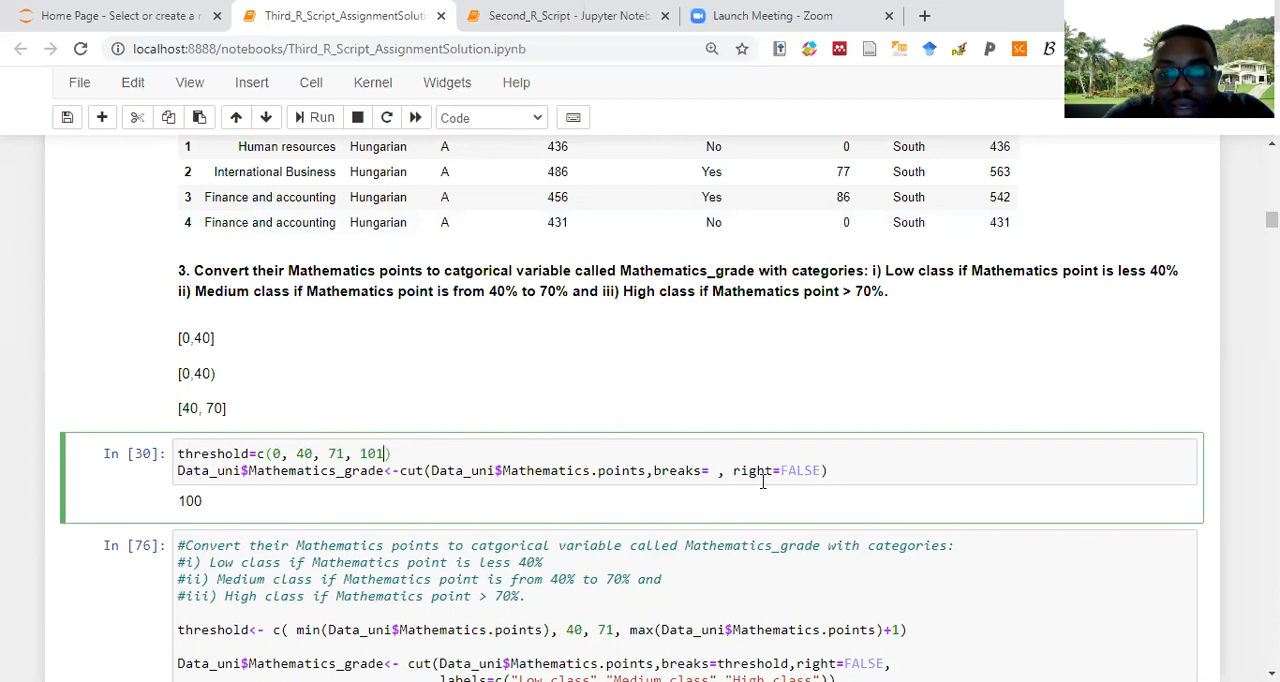 Home Page - Select or create a r
Third_R_Script_AssignmentSolutio
Second_R_Script - Jupyter Noteb
Launch Meeting - Zoom
localhost:8888/notebooks/Third_R_Script_AssignmentSolution.ipynb
SC P B
File Edit View Insert Cell Kernel Widgets Help
Run Code
1 Human resources Hungarian A 436 No 0 South 436
2 International Business Hungarian A 486 Yes 77 South 563
3 Finance and accounting Hungarian A 456 Yes 86 South 542
4 Finance and accounting Hungarian A 431 No 0 South 431
3. Convert their Mathematics points to catgorical variable called Mathematics_grade with categories: i) Low class if Mathematics point is less 40%
ii) Medium class if Mathematics point is from 40% to 70% and iii) High class if Mathematics point > 70%.
[0,40]
[0,40)
[40, 70]
In [30]: threshold=c(0, 40, 71, 101)
Data_uni$Mathematics_grade<-cut(Data_uni$Mathematics.points,breaks= , right=FALSE)
100
In [76]: #Convert their Mathematics points to catgorical variable called Mathematics_grade with categories:
#i) Low class if Mathematics point is less 40%
#ii) Medium class if Mathematics point is from 40% to 70% and
#iii) High class if Mathematics point > 70%.
threshold<- c( min(Data_uni$Mathematics.points), 40, 71, max(Data_uni$Mathematics.points)+1)
Data_uni$Mathematics_grade<- cut(Data_uni$Mathematics.points,breaks=threshold,right=FALSE,
labels=c("Low class","Medium class","High class"))